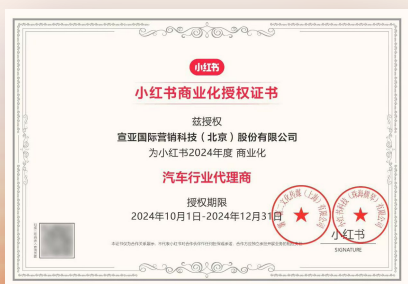 小红书
小红书商业化授权证书
兹授权
宣亚国际营销科技（北京）股份有限公司
为小红书2024年度 商业化
汽车行业代理商
授权期限
2024年10月1日-2024年12月31日
小红书
SIGNATURE